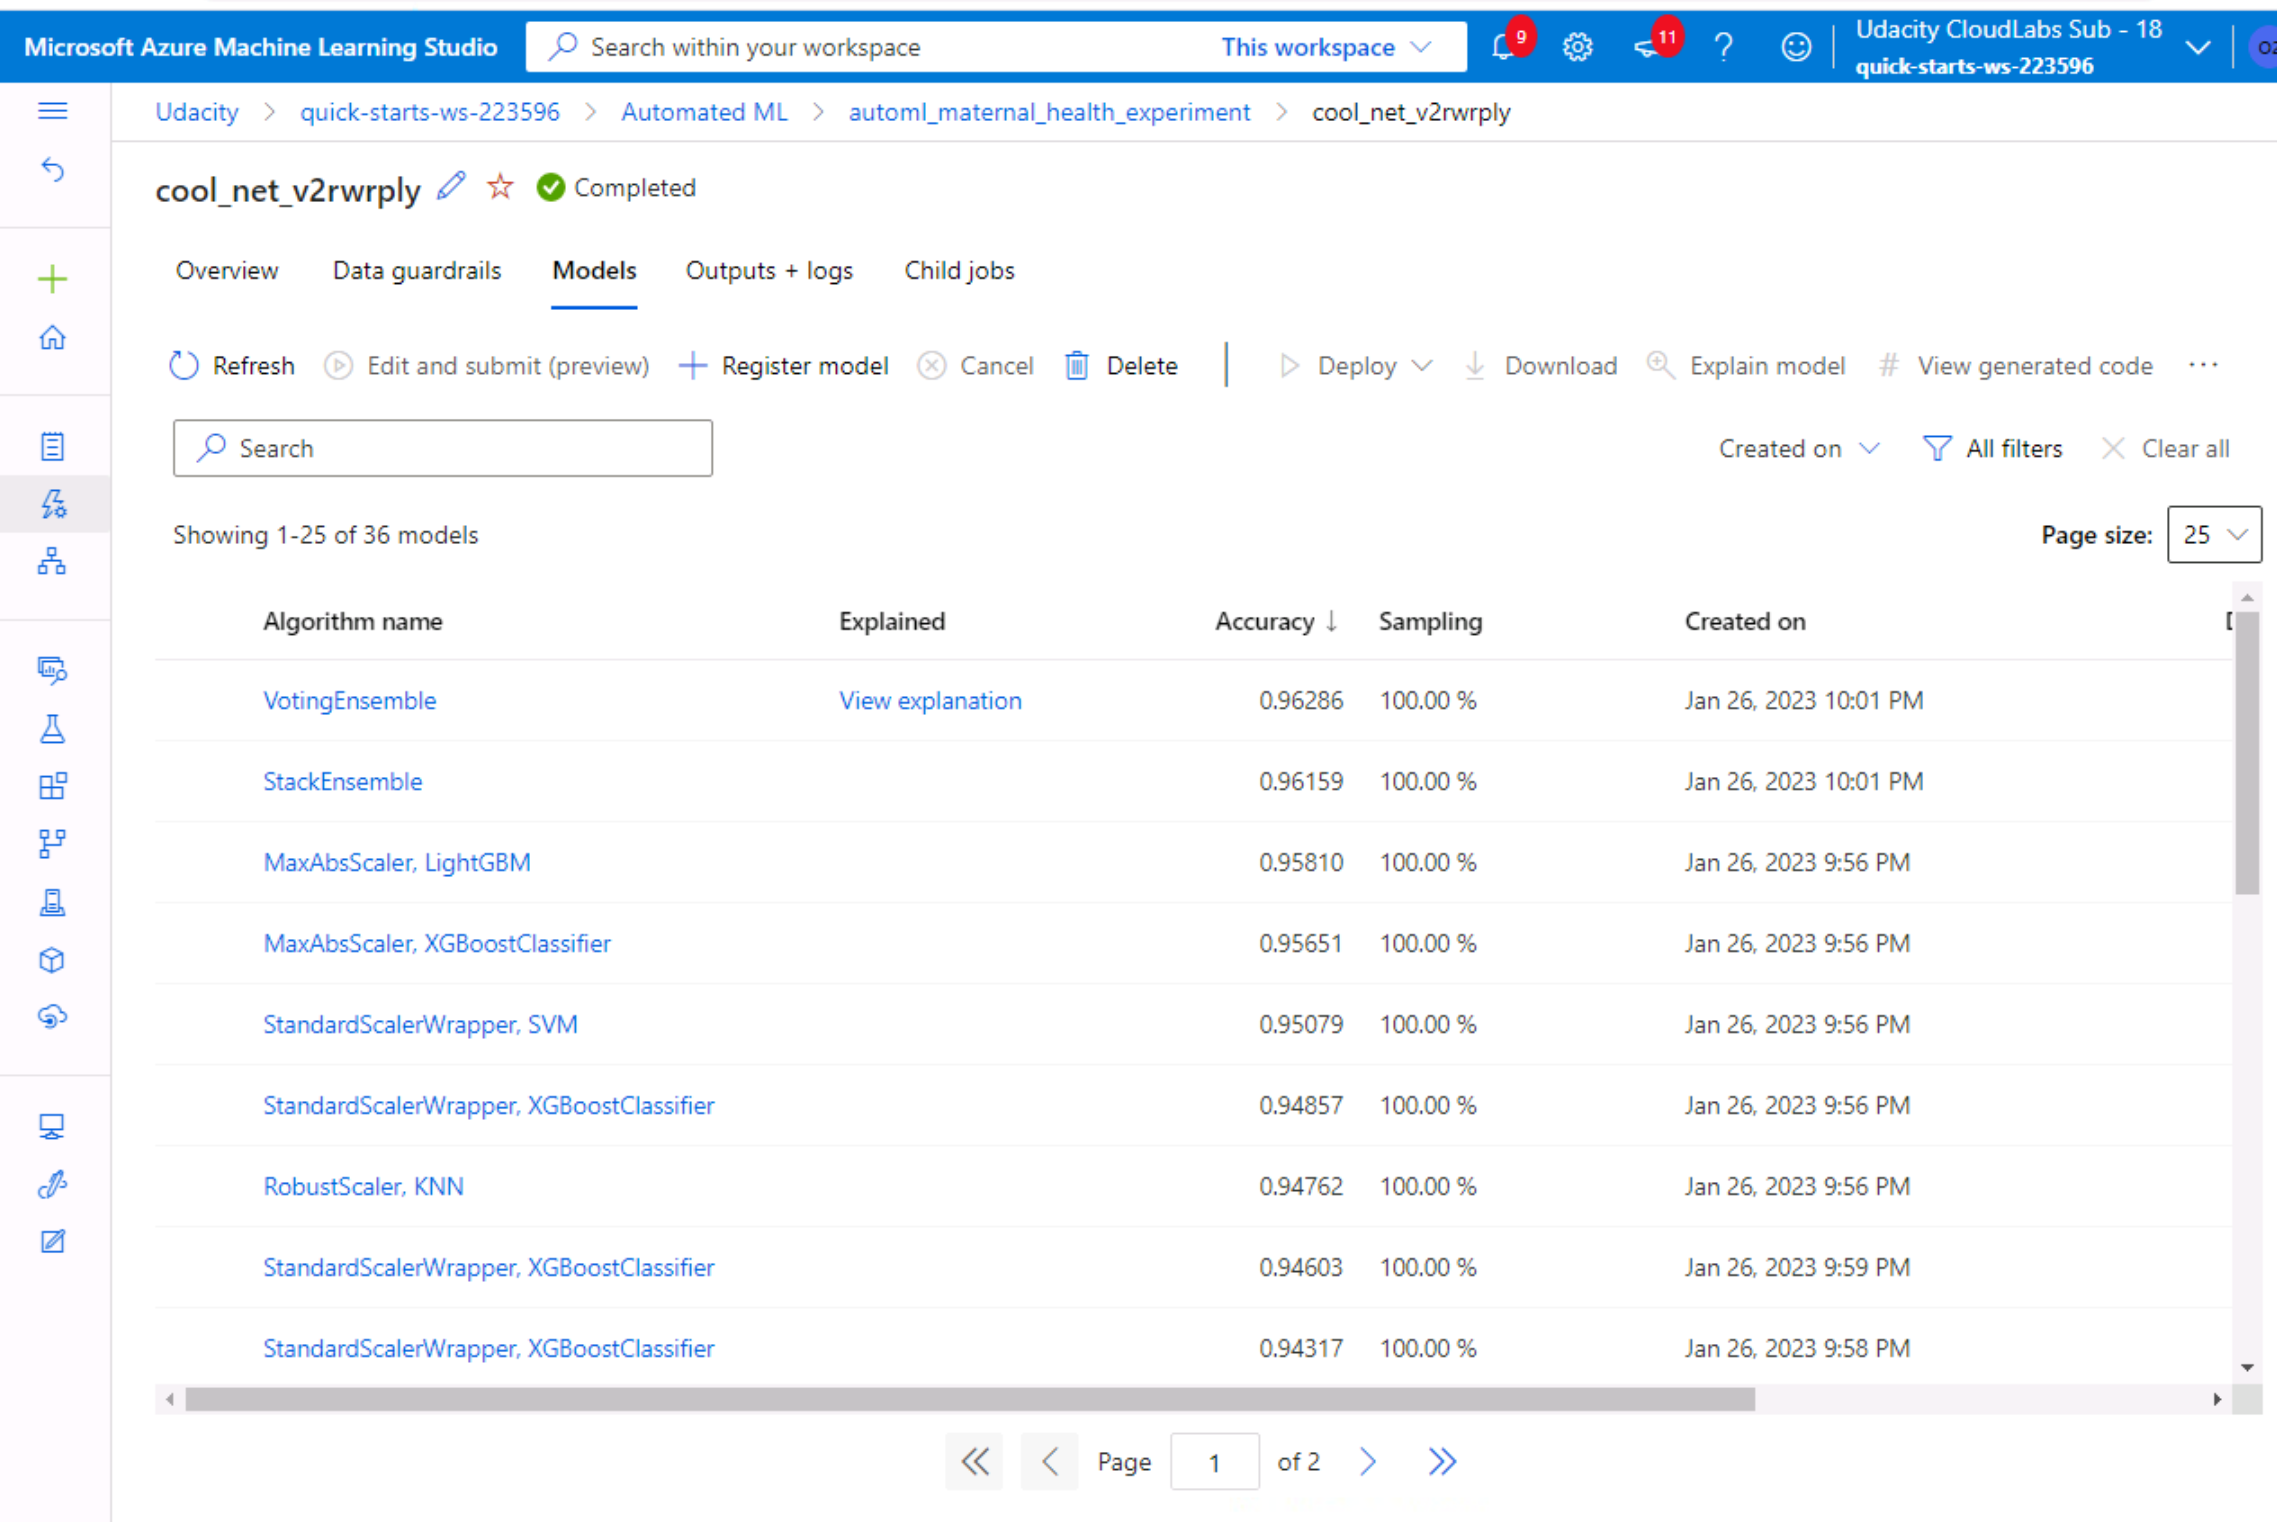 Microsoft Azure Machine Learning Studio
Search within your workspace
This workspace
9
11
?
Udacity CloudLabs Sub - 18
quick-starts-ws-223596
Udacity > quick-starts-ws-223596 > Automated ML > automl_maternal_health_experiment > cool_net_v2rwrply
cool_net_v2rwrply Completed
Overview Data guardrails Models Outputs + logs Child jobs
Refresh Edit and submit (preview) Register model Cancel Delete Deploy Download Explain model # View generated code ...
Search
Created on All filters Clear all
Showing 1-25 of 36 models
Page size: 25
Algorithm name Explained Accuracy ↓ Sampling Created on
VotingEnsemble View explanation 0.96286 100.00 % Jan 26, 2023 10:01 PM
StackEnsemble 0.96159 100.00 % Jan 26, 2023 10:01 PM
MaxAbsScaler, LightGBM 0.95810 100.00 % Jan 26, 2023 9:56 PM
MaxAbsScaler, XGBoostClassifier 0.95651 100.00 % Jan 26, 2023 9:56 PM
StandardScalerWrapper, SVM 0.95079 100.00 % Jan 26, 2023 9:56 PM
StandardScalerWrapper, XGBoostClassifier 0.94857 100.00 % Jan 26, 2023 9:56 PM
RobustScaler, KNN 0.94762 100.00 % Jan 26, 2023 9:56 PM
StandardScalerWrapper, XGBoostClassifier 0.94603 100.00 % Jan 26, 2023 9:59 PM
StandardScalerWrapper, XGBoostClassifier 0.94317 100.00 % Jan 26, 2023 9:58 PM
Page 1 of 2